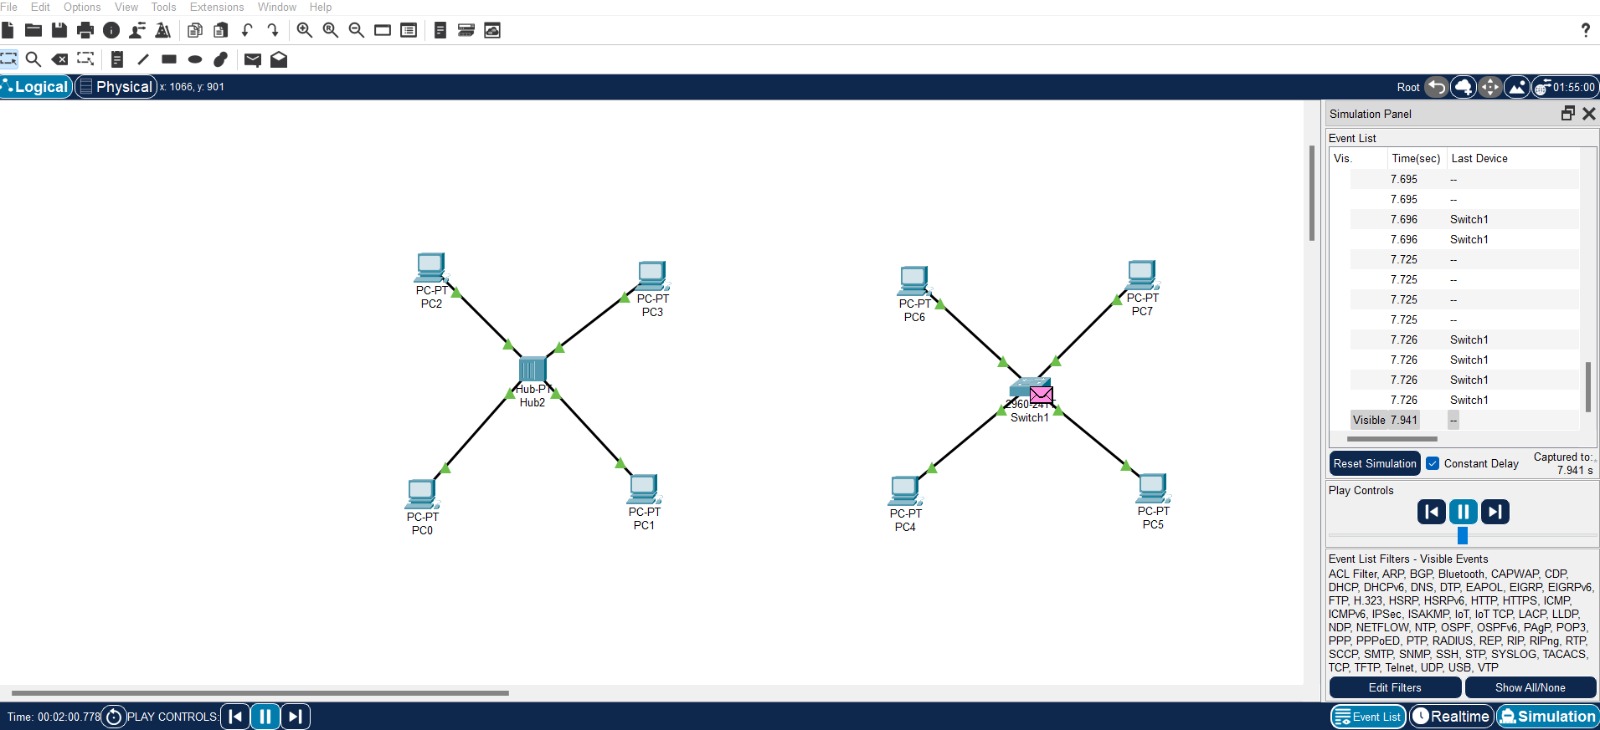 File Edit Options View Tools Extensions Window Help
?
Logical Physical x: 1066, y: 901 Root 01:55:00
Simulation Panel
Event List
Vis. Time(sec) Last Device
7.695 --
7.695 --
7.696 Switch1
7.696 Switch1
7.725 --
7.725 --
7.725 --
7.725 --
7.726 Switch1
7.726 Switch1
7.726 Switch1
7.726 Switch1
Visible 7.941 --
Reset Simulation Constant Delay Captured to:
7.941 s
Play Controls
Event List Filters - Visible Events
ACL Filter, ARP, BGP, Bluetooth, CAPWAP, CDP,
DHCP, DHCPv6, DNS, DTP, EAPOL, EIGRP, EIGRPv6,
FTP, H.323, HSRP, HSRPv6, HTTP, HTTPS, ICMP,
ICMPv6, IPSec, ISAKMP, IoT, IoT TCP, LACP, LLDP,
NDP, NETFLOW, NTP, OSPF, OSPFv6, PAgP, POP3,
PPP, PPPoED, PTP, RADIUS, REP, RIP, RIPng, RTP,
SCCP, SMTP, SNMP, SSH, STP, SYSLOG, TACACS,
TCP, TFTP, Telnet, UDP, USB, VTP
Edit Filters Show All/None
PC-PT
PC2
PC-PT
PC3
Hub-PT
Hub2
PC-PT
PC0
PC-PT
PC1
PC-PT
PC6
PC-PT
PC7
Switch1
PC-PT
PC4
PC-PT
PC5
Time: 00:02:00.778 PLAY CONTROLS:
Event List Realtime Simulation